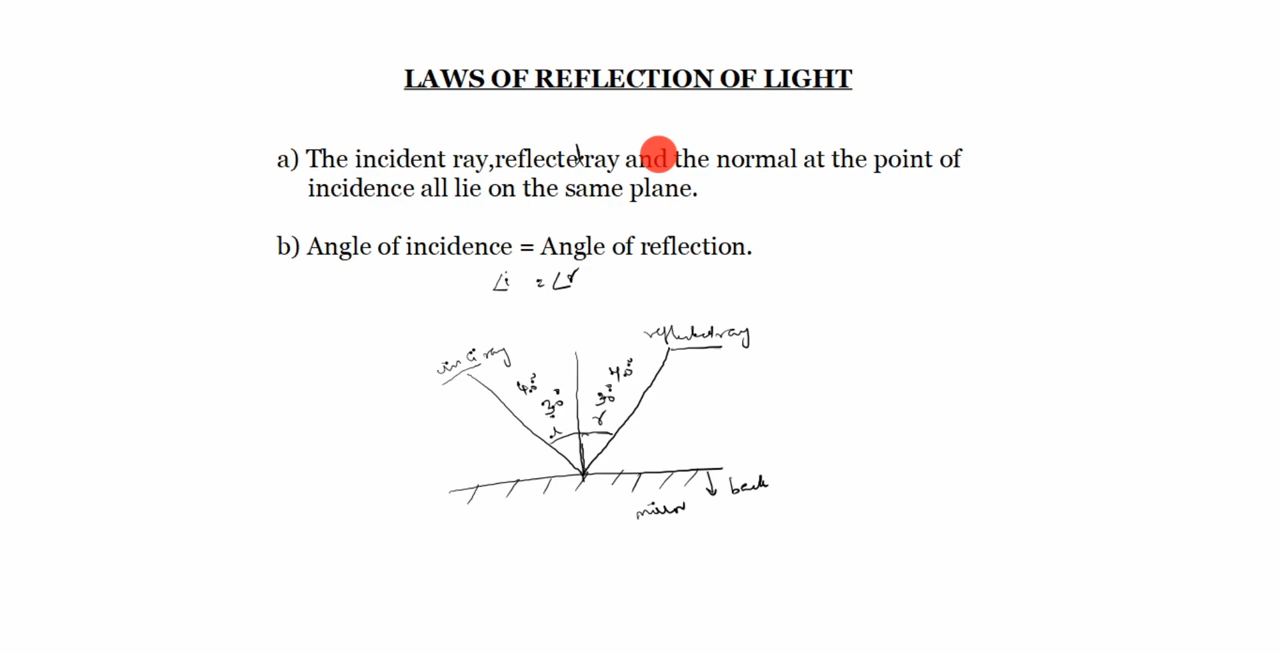 LAWS OF REFLECTION OF LIGHT
a) The incident ray,reflected ray and the normal at the point of
incidence all lie on the same plane.
b) Angle of incidence = Angle of reflection.
∠i = ∠r
reflected ray
inci ray
40° 40°
30° 30°
i r
back
mirror